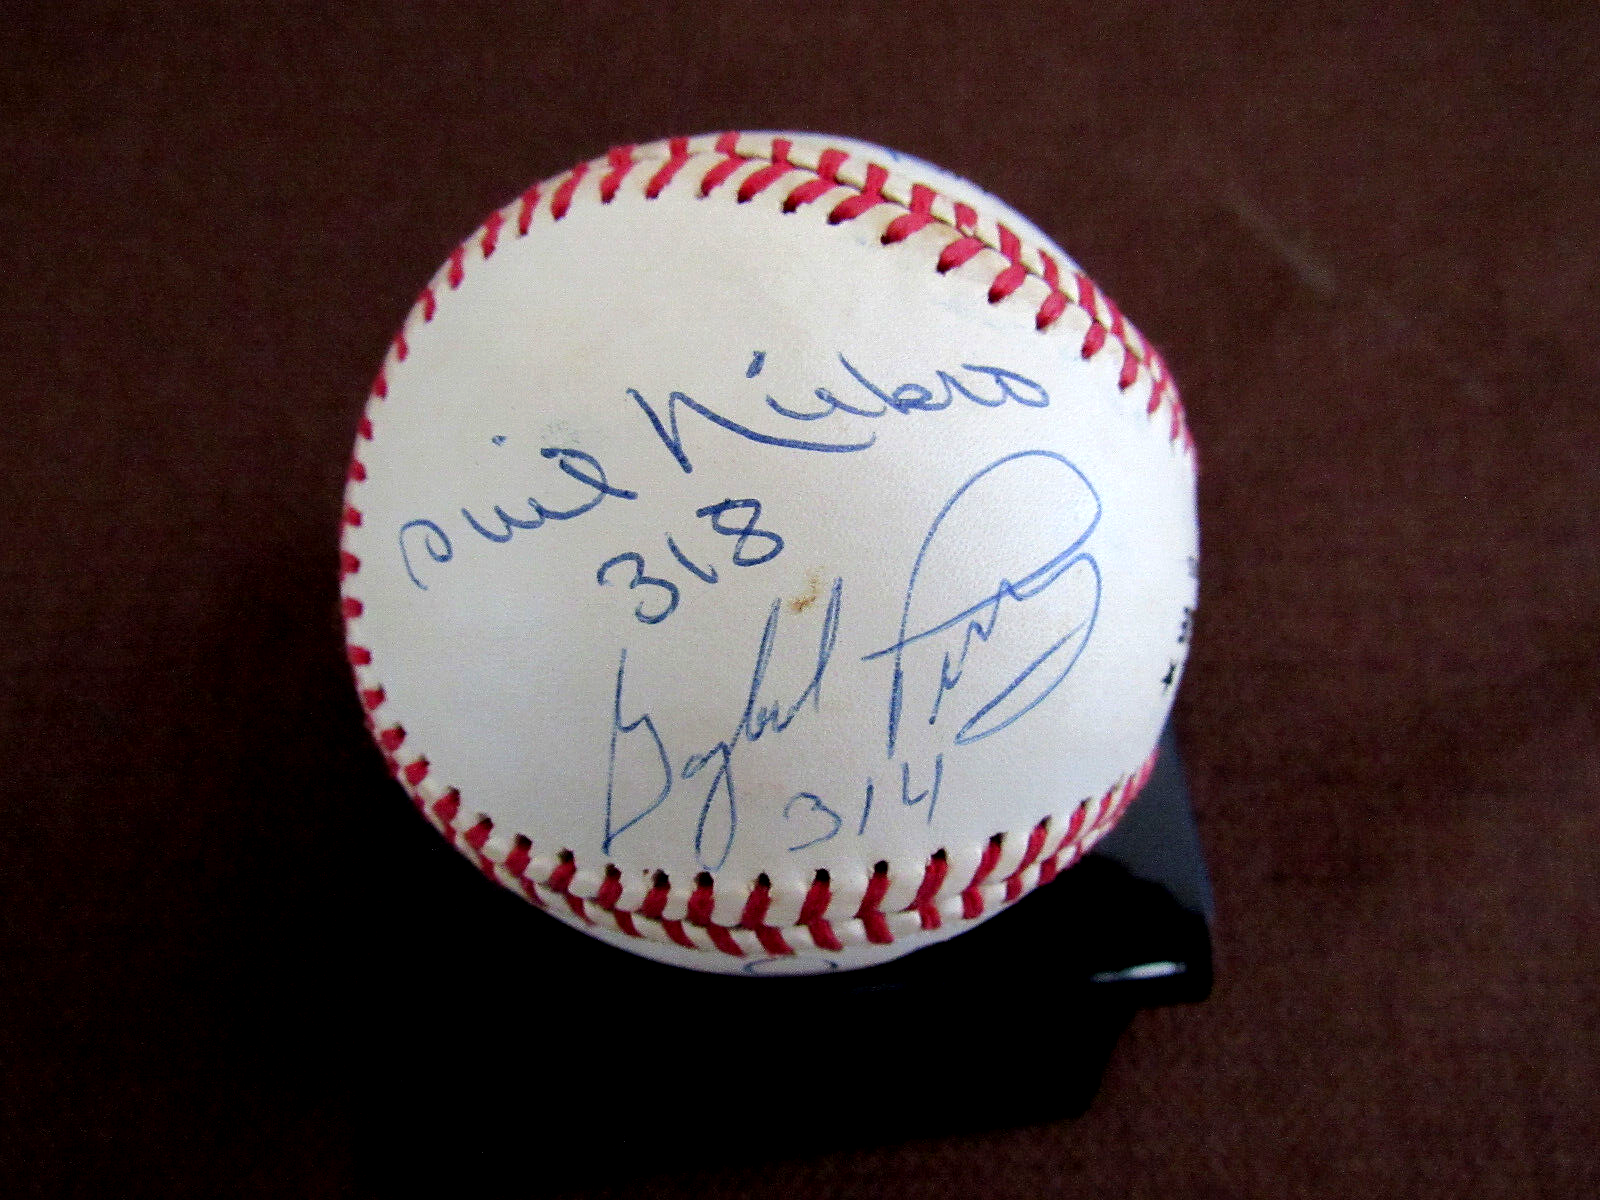 Phil Niekro
318
Gaylord Perry
314